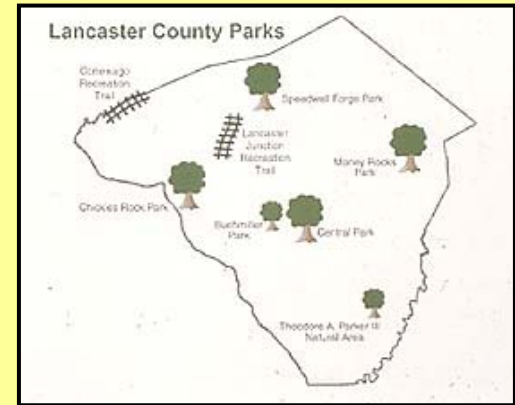 Lancaster County Parks
Conewago
Recreation
Trail
Speedwell Forge Park
Lancaster
Junction
Recreation
Trail
Money Rocks
Park
Chickies Rock Park
Buchmiller
Park
Central Park
Theodore A. Parker III
Natural Area